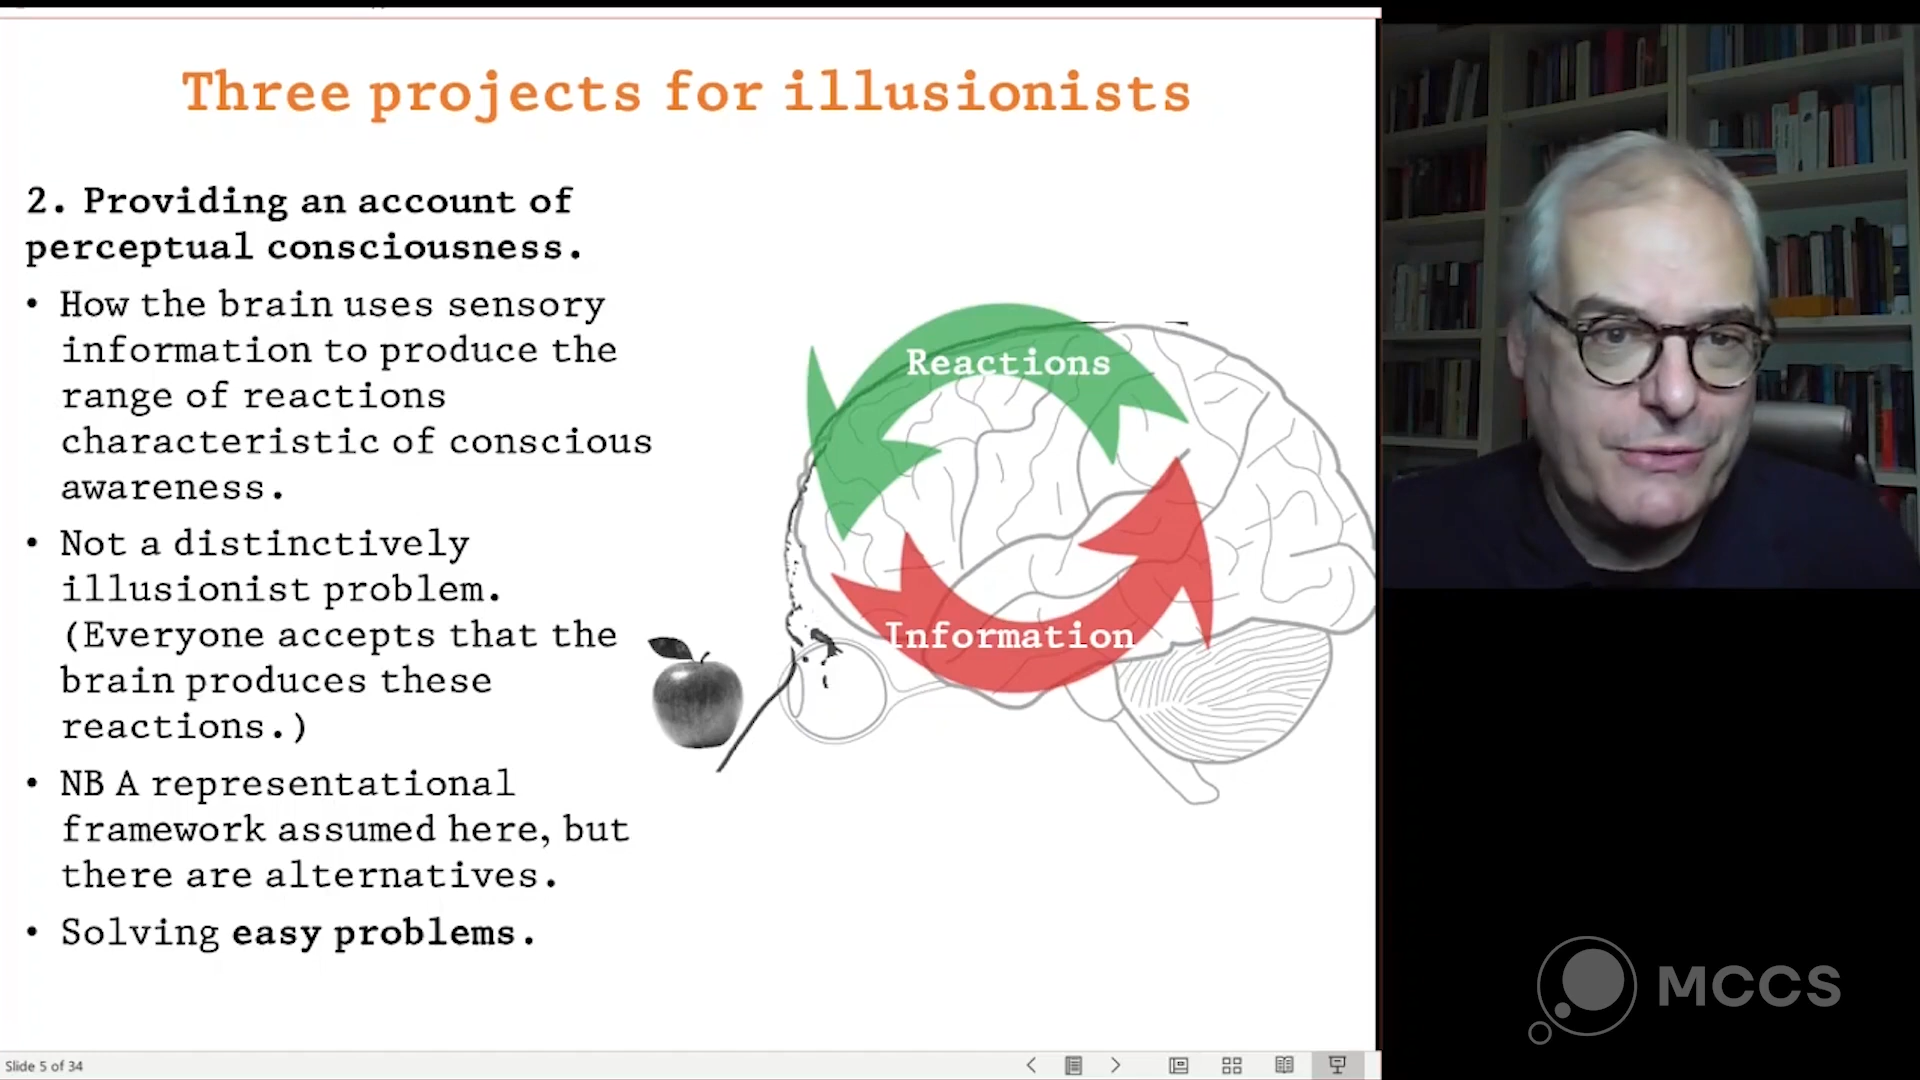 Three projects for illusionists
2. Providing an account of
perceptual consciousness.
• How the brain uses sensory
information to produce the
range of reactions
characteristic of conscious
awareness.
• Not a distinctively
illusionist problem.
(Everyone accepts that the
brain produces these
reactions.)
• NB A representational
framework assumed here, but
there are alternatives.
• Solving easy problems.
Reactions
Information
MCCS
Slide 5 of 34